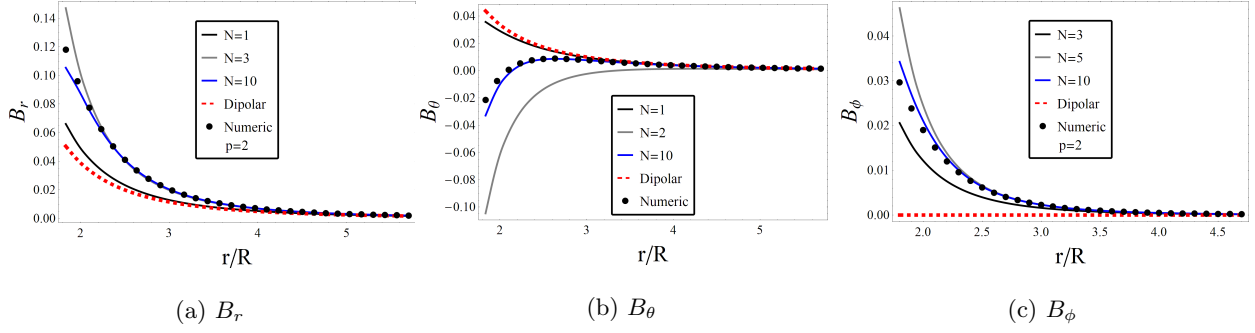 0.14
0.12
0.10
0.08
0.06
0.04
0.02
0.00
B_r
2
3
4
5
r/R
N=1
N=3
N=10
Dipolar
Numeric
p=2
(a) B_r
0.04
0.02
0.00
−0.02
−0.04
−0.06
−0.08
−0.10
B_θ
2
3
4
5
r/R
N=1
N=2
N=10
Dipolar
Numeric
(b) B_θ
0.04
0.03
0.02
0.01
0.00
B_ϕ
2.0
2.5
3.0
3.5
4.0
4.5
r/R
N=3
N=5
N=10
Dipolar
Numeric
p=2
(c) B_ϕ